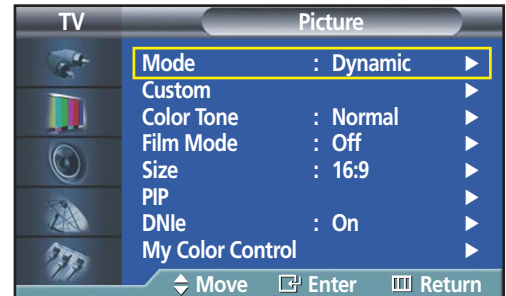 TV Picture
Mode : Dynamic
Custom
Color Tone : Normal
Film Mode : Off
Size : 16:9
PIP
DNIe : On
My Color Control
Move Enter Return